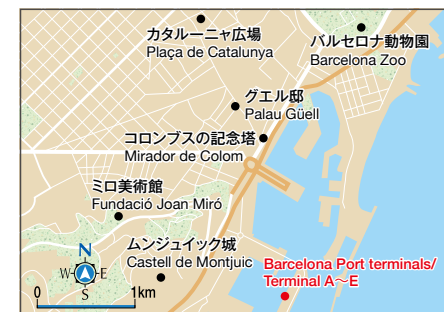 カタルーニャ広場
Plaça de Catalunya
バルセロナ動物園
Barcelona Zoo
グエル邸
Palau Güell
コロンブスの記念塔
Mirador de Colom
ミロ美術館
Fundació Joan Miró
ムンジュイック城
Castell de Montjuic
Barcelona Port terminals/
Terminal A〜E
N
W E
S
0 1km